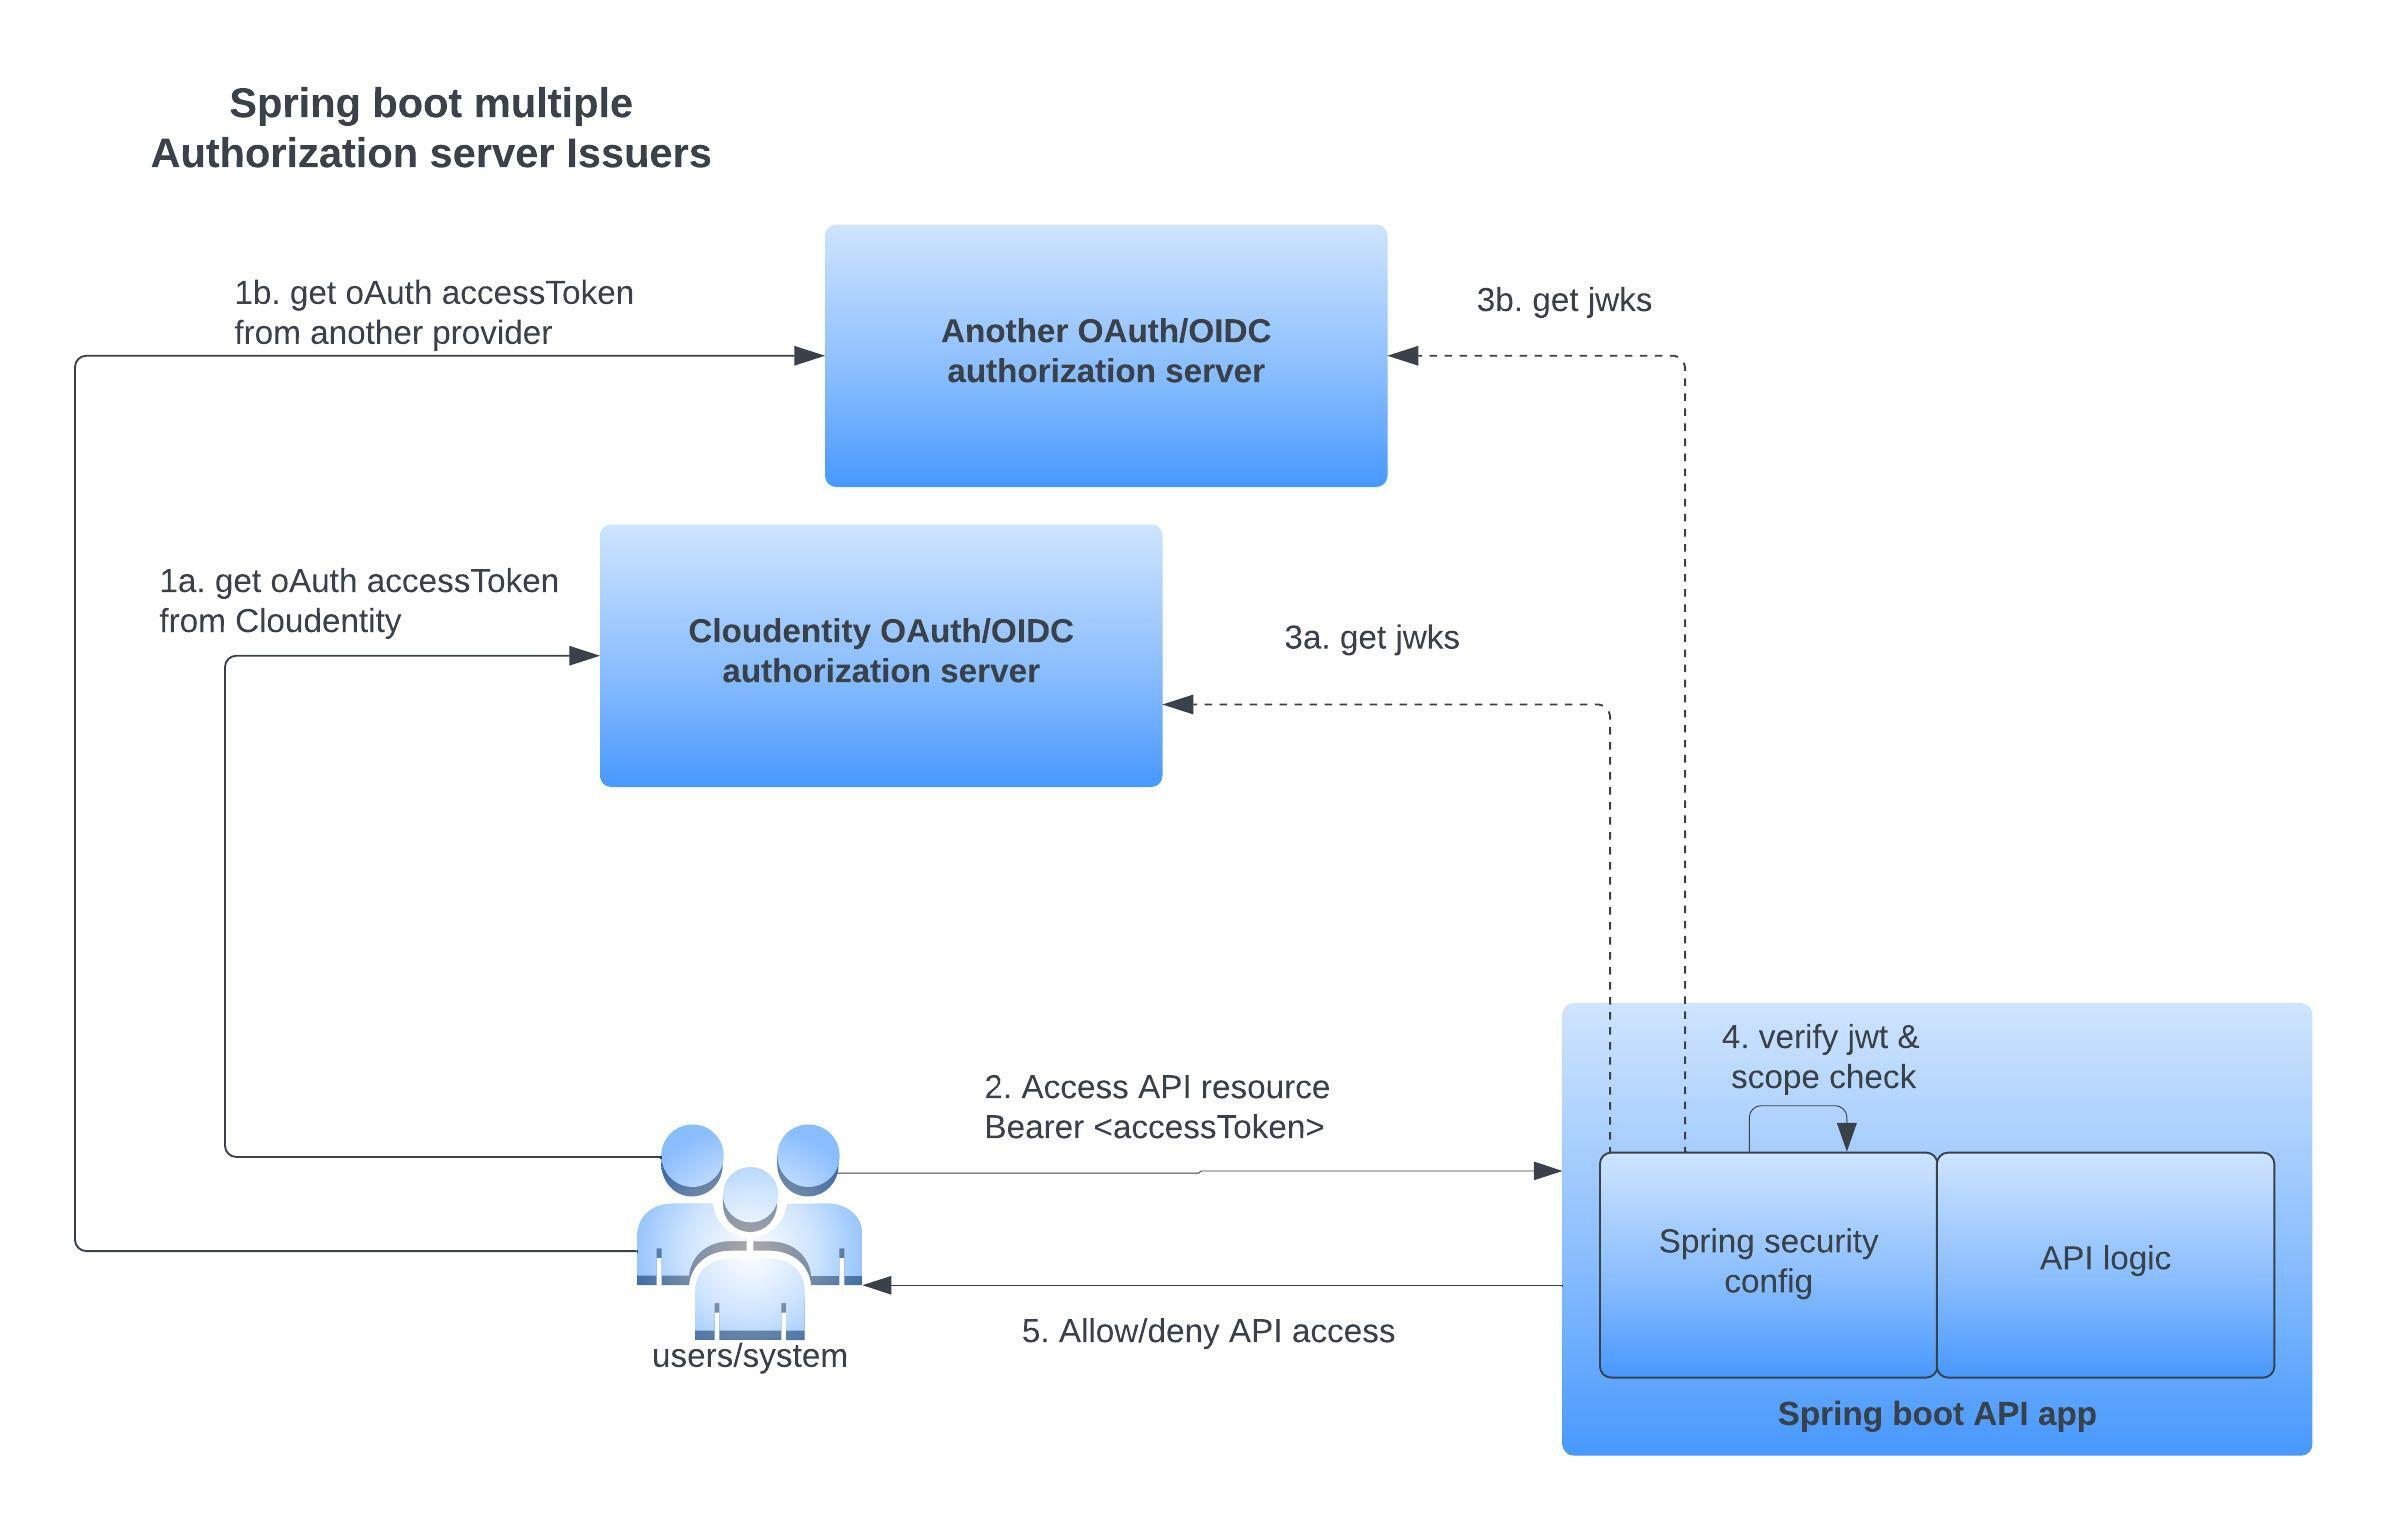 Spring boot multiple
Authorization server Issuers
1b. get oAuth accessToken
from another provider
Another OAuth/OIDC
authorization server
3b. get jwks
1a. get oAuth accessToken
from Cloudentity
Cloudentity OAuth/OIDC
authorization server
3a. get jwks
4. verify jwt &
scope check
2. Access API resource
Bearer <accessToken>
Spring security
config
API logic
5. Allow/deny API access
users/system
Spring boot API app